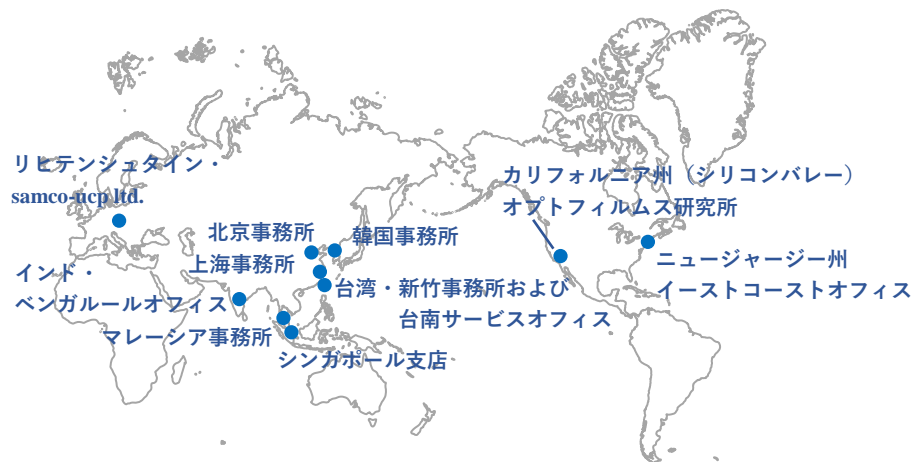 リヒテンシュタイン・
samco-ucp ltd.
カリフォルニア州（シリコンバレー）
オプトフィルムス研究所
北京事務所
韓国事務所
上海事務所
ニュージャージー州
イーストコーストオフィス
インド・
ベンガルールオフィス
台湾・新竹事務所および
台南サービスオフィス
マレーシア事務所
シンガポール支店